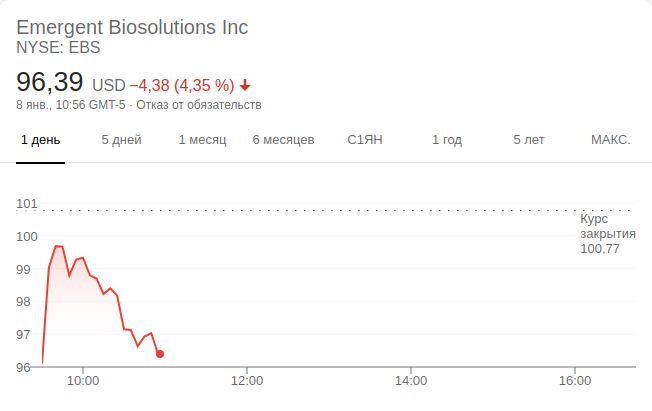 Emergent Biosolutions Inc
NYSE: EBS
96,39 USD −4,38 (4,35 %)
8 янв., 10:56 GMT-5 · Отказ от обязательств
1 день 5 дней 1 месяц 6 месяцев С1ЯН 1 год 5 лет МАКС.
101
Курс
закрытия
100,77
100
99
98
97
96
10:00 12:00 14:00 16:00